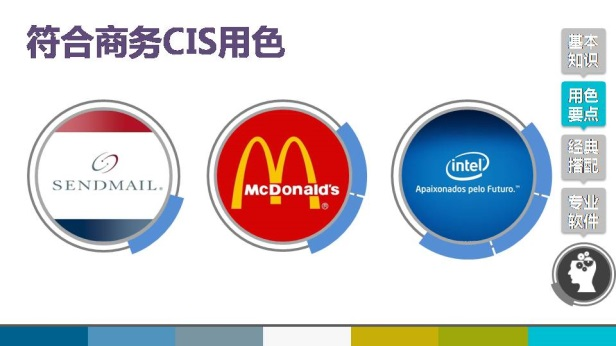 符合商务CIS用色
基本
知识
用色
要点
经典
搭配
专业
软件
SENDMAIL®
McDonald's
®
intel
Apaixonados pelo Futuro.™